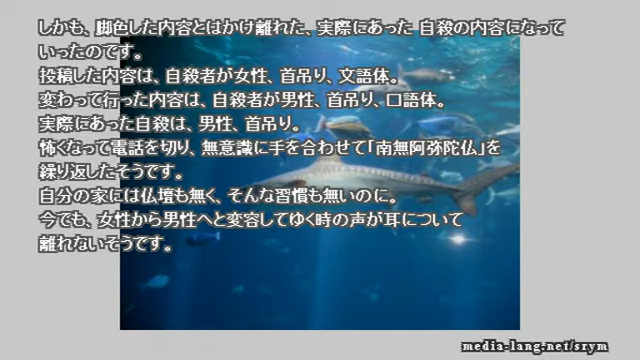 しかも、脚色した内容とはかけ離れた、実際にあった 自殺の内容になって
いったのです。
投稿した内容は、自殺者が女性、首吊り、文語体。
変わって行った内容は、自殺者が男性、首吊り、口語体。
実際にあった自殺は、男性、首吊り。
怖くなって電話を切り、無意識に手を合わせて「南無阿弥陀仏」を
繰り返したそうです。
自分の家には仏壇も無く、そんな習慣も無いのに。
今でも、女性から男性へと変容してゆく時の声が耳について
離れないそうです。
media-lang-net/srym